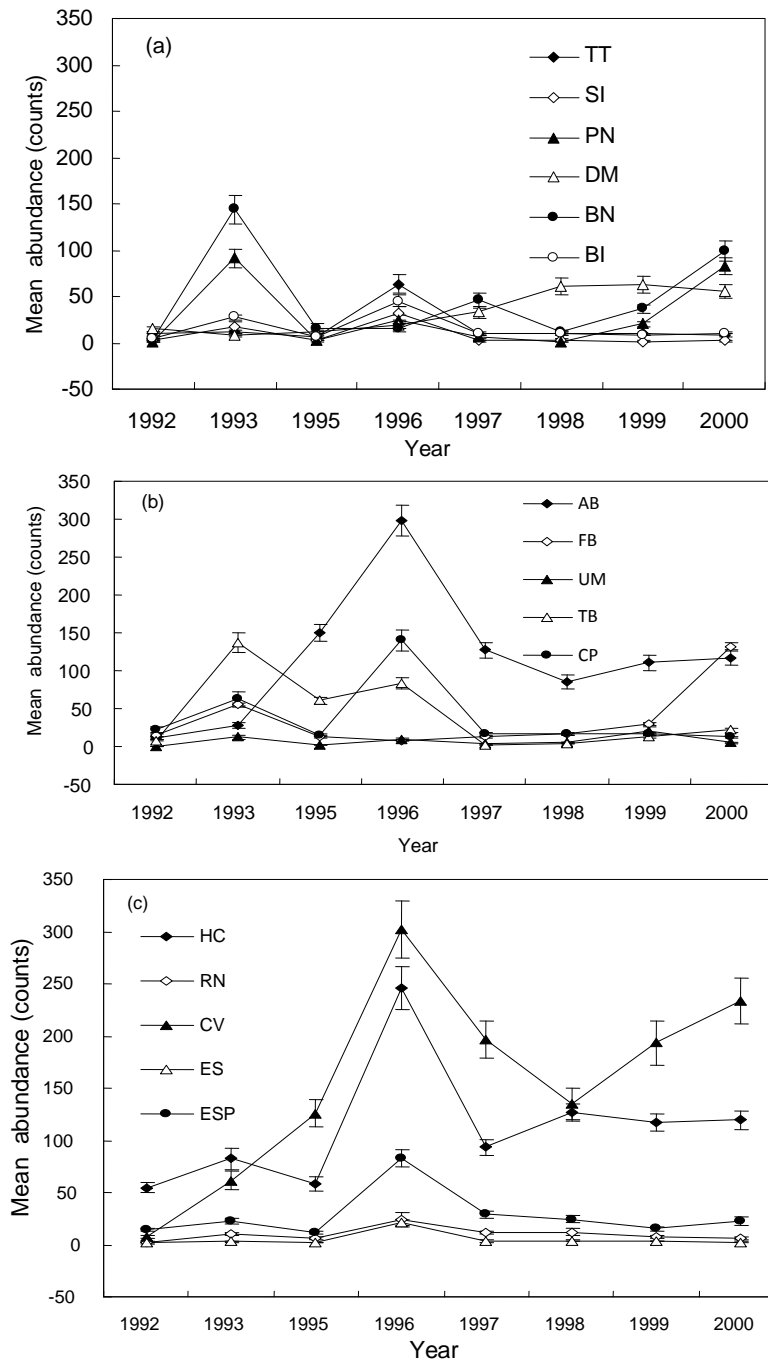 (a)
350
300
250
200
150
100
50
0
-50
Mean abundance (counts)
TT
SI
PN
DM
BN
BI
1992 1993 1995 1996 1997 1998 1999 2000
Year
(b)
350
300
250
200
150
100
50
0
-50
Mean abundance (counts)
AB
FB
UM
TB
CP
1992 1993 1995 1996 1997 1998 1999 2000
Year
(c)
350
300
250
200
150
100
50
0
-50
Mean abundance (counts)
HC
RN
CV
ES
ESP
1992 1993 1995 1996 1997 1998 1999 2000
Year